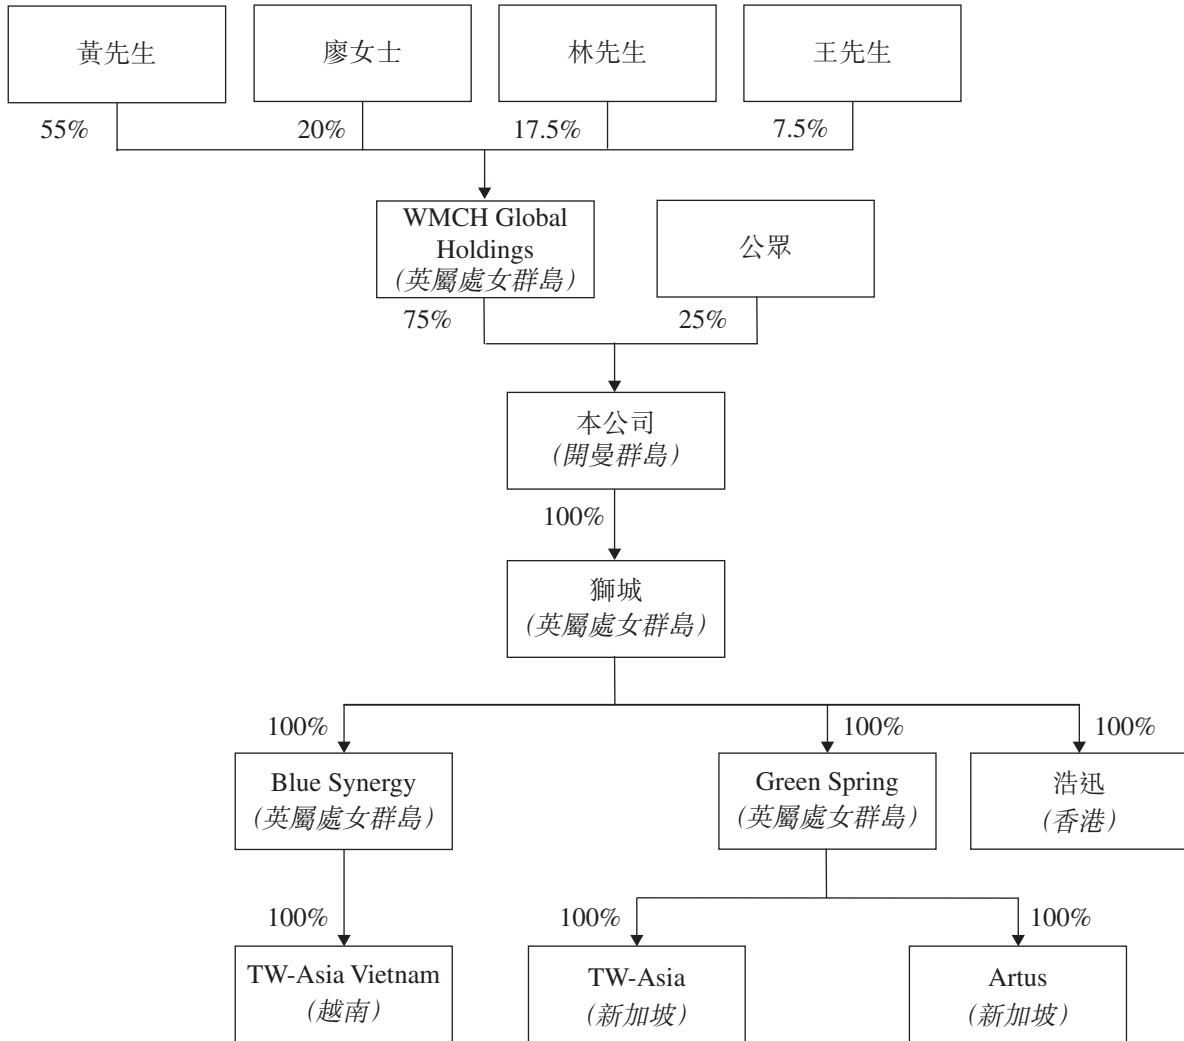 黃先生
廖女士
林先生
王先生
55%
20%
17.5%
7.5%
WMCH Global
Holdings
(英屬處女群島)
公眾
75%
25%
本公司
(開曼群島)
100%
獅城
(英屬處女群島)
100%
100%
100%
Blue Synergy
(英屬處女群島)
Green Spring
(英屬處女群島)
浩迅
(香港)
100%
100%
100%
TW-Asia Vietnam
(越南)
TW-Asia
(新加坡)
Artus
(新加坡)